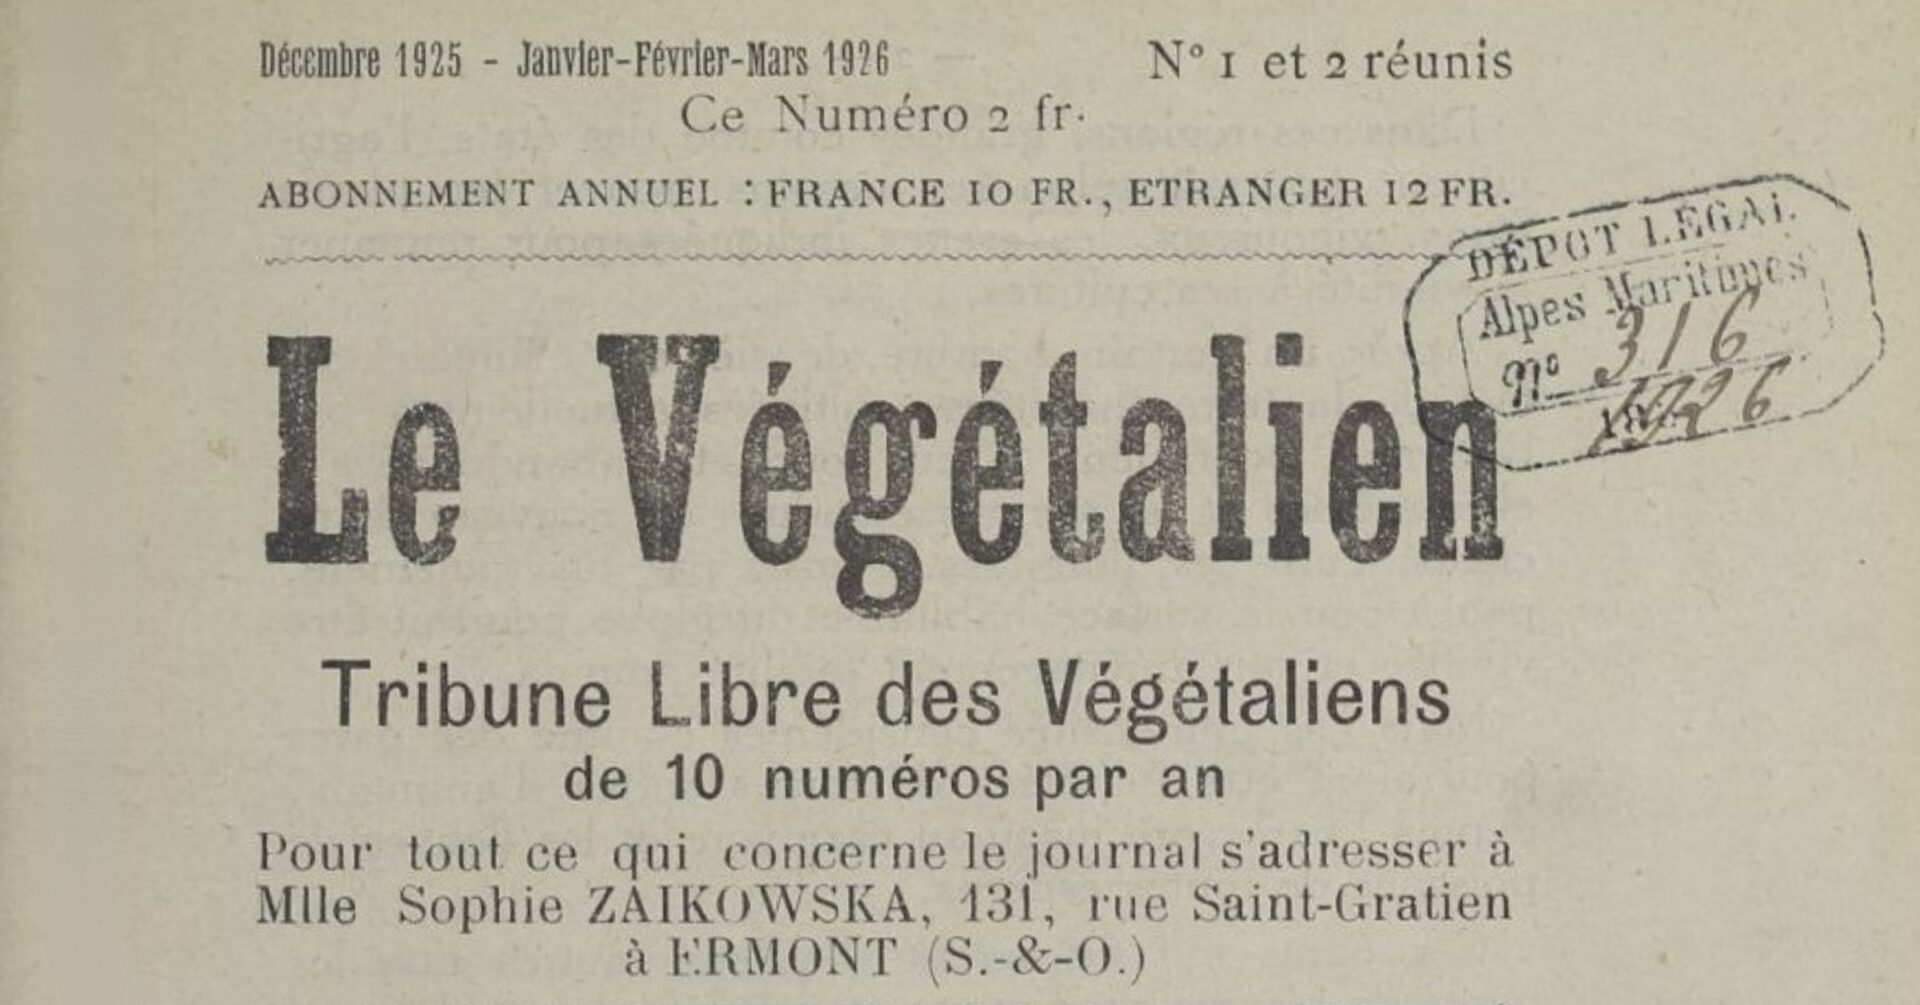 Décembre 1925 - Janvier-Février-Mars 1926 N° 1 et 2 réunis
Ce Numéro 2 fr.
ABONNEMENT ANNUEL : FRANCE 10 FR., ETRANGER 12 FR.
DÉPOT LEGAL
Alpes Maritimes
N° 316
1926
Le Végétalien
Tribune Libre des Végétaliens
de 10 numéros par an
Pour tout ce qui concerne le journal s'adresser à
Mlle Sophie ZAIKOWSKA, 131, rue Saint-Gratien
à ERMONT (S.-&-O.)